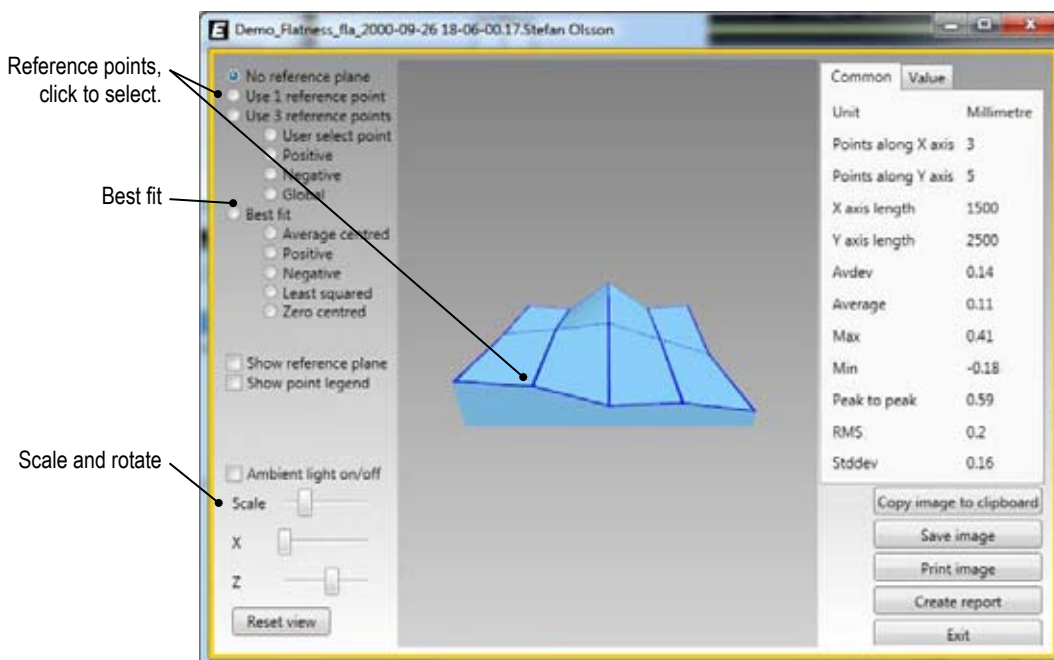 Demo_Flatness_fla_2000-09-26 18-06-00.17.Stefan Olsson
Reference points,
click to select.
Best fit
Scale and rotate
No reference plane
Use 1 reference point
Use 3 reference points
User select point
Positive
Negative
Global
Best fit
Average centred
Positive
Negative
Least squared
Zero centred
Show reference plane
Show point legend
Ambient light on/off
Scale
X
Z
Reset view
Common Value
Unit Millimetre
Points along X axis 3
Points along Y axis 5
X axis length 1500
Y axis length 2500
Avdev 0.14
Average 0.11
Max 0.41
Min -0.18
Peak to peak 0.59
RMS 0.2
Stddev 0.16
Copy image to clipboard
Save image
Print image
Create report
Exit